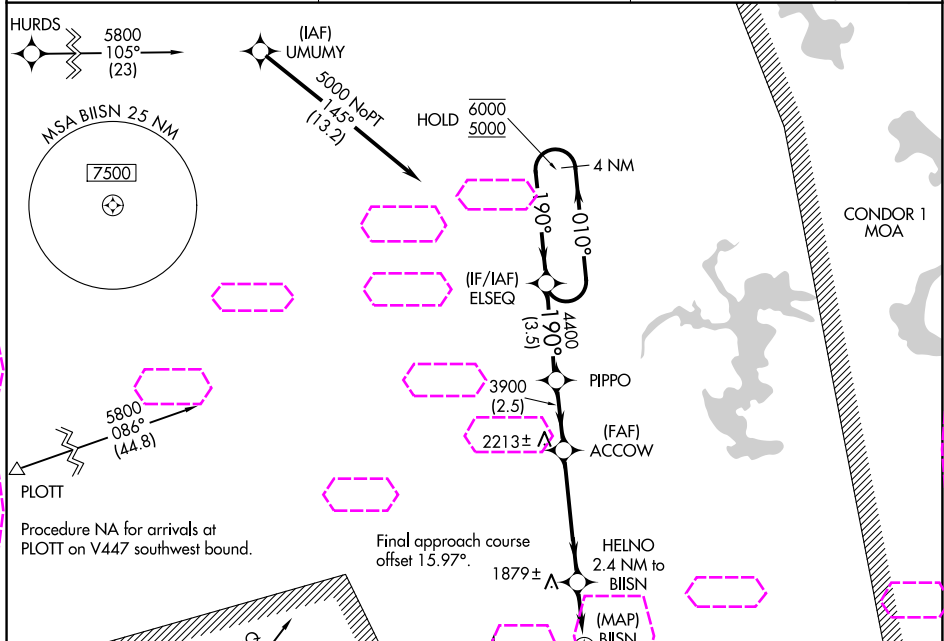 HURDS
5800
105°
(23)
(IAF)
UMUMY
5000 NoPT
145°
(13.2)
MSA BIISN 25 NM
7500
HOLD
6000
5000
4 NM
190°
010°
CONDOR 1
MOA
(IF/IAF)
ELSEQ
4400
190°
(3.5)
PIPPO
3900
(2.5)
5800
086°
(44.8)
2213±
(FAF)
ACCOW
PLOTT
Procedure NA for arrivals at
PLOTT on V447 southwest bound.
Final approach course
offset 15.97°.
HELNO
2.4 NM to
BIISN
1879±
(MAP)
BIISN